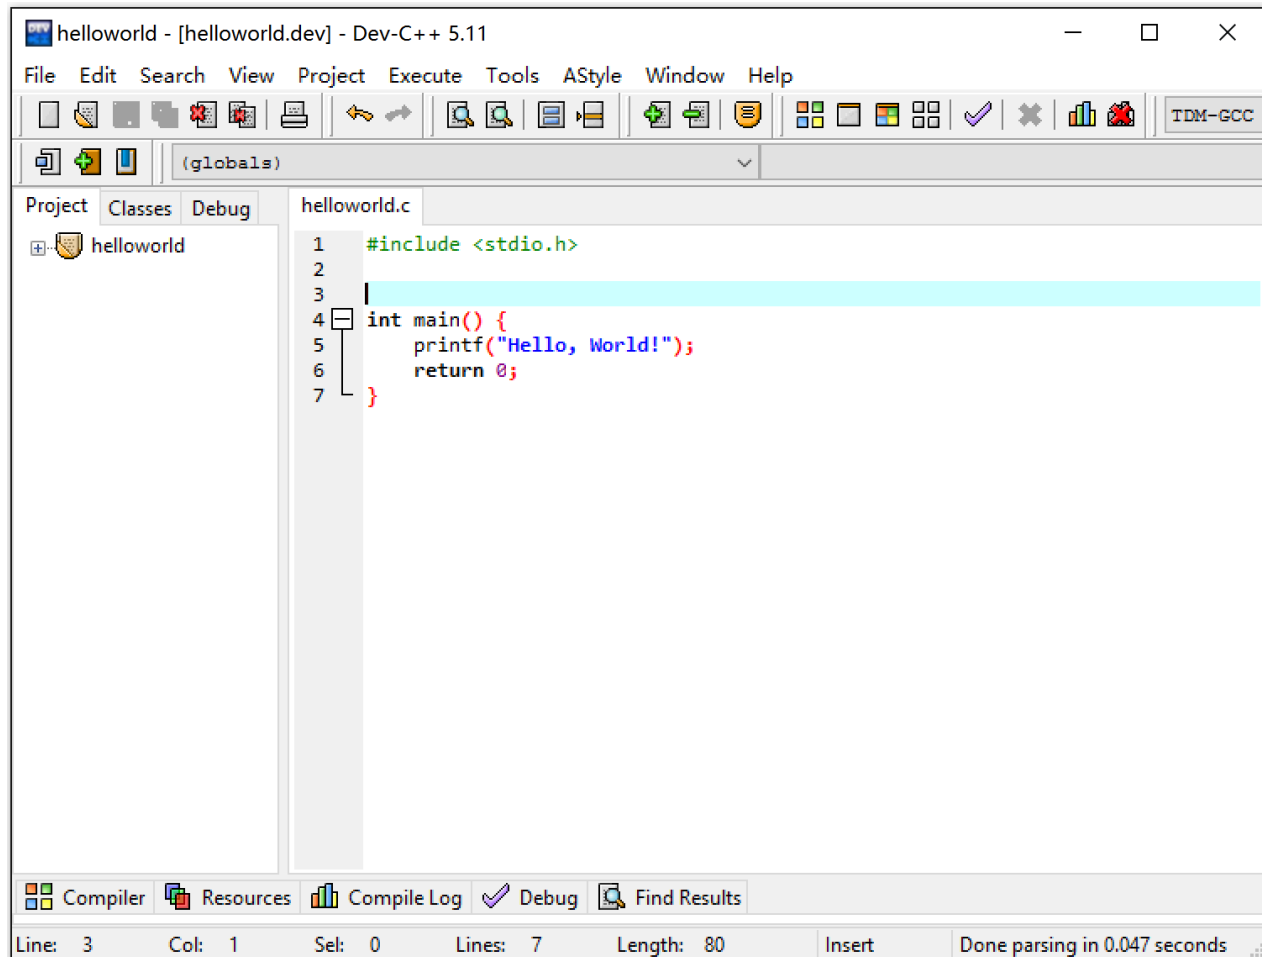 helloworld - [helloworld.dev] - Dev-C++ 5.11
File Edit Search View Project Execute Tools AStyle Window Help
TDM-GCC
(globals)
Project Classes Debug
helloworld.c
helloworld
1 #include <stdio.h>
2
3
4 int main() {
5 printf("Hello, World!");
6 return 0;
7 }
Compiler Resources Compile Log Debug Find Results
Line: 3 Col: 1 Sel: 0 Lines: 7 Length: 80 Insert Done parsing in 0.047 seconds